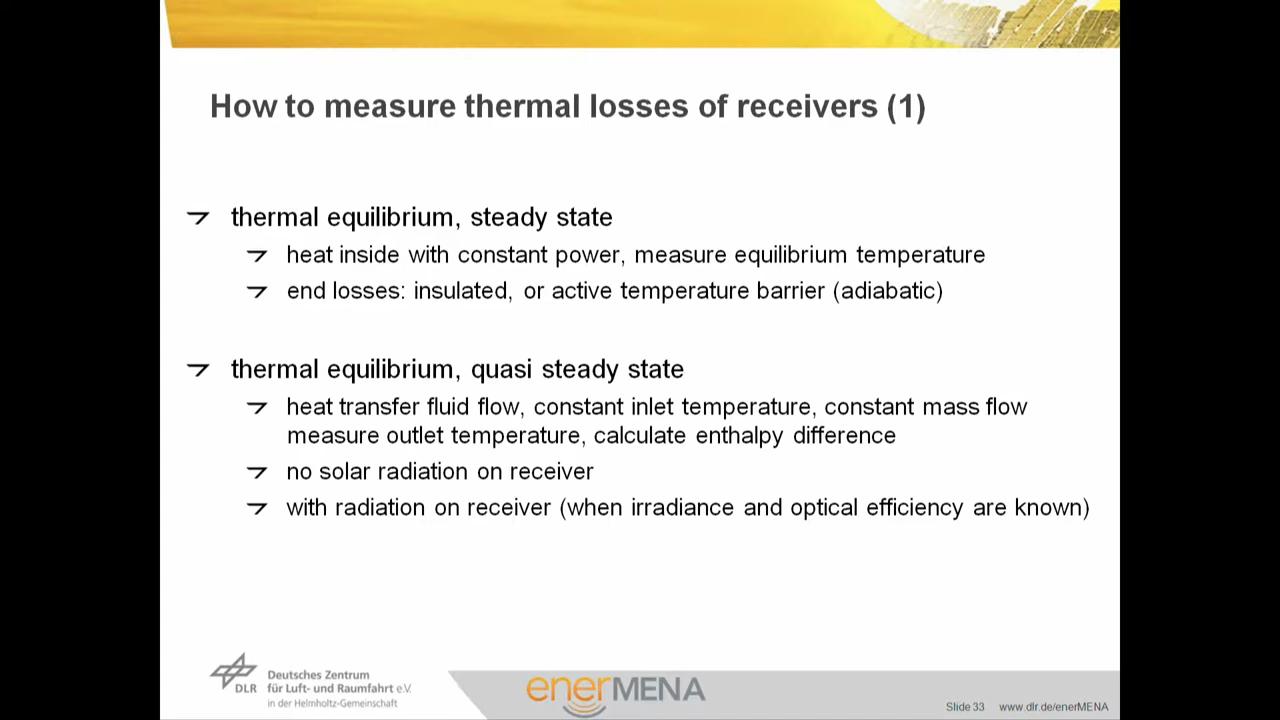 How to measure thermal losses of receivers (1)
thermal equilibrium, steady state
heat inside with constant power, measure equilibrium temperature
end losses: insulated, or active temperature barrier (adiabatic)
thermal equilibrium, quasi steady state
heat transfer fluid flow, constant inlet temperature, constant mass flow
measure outlet temperature, calculate enthalpy difference
no solar radiation on receiver
with radiation on receiver (when irradiance and optical efficiency are known)
DLR
Deutsches Zentrum
für Luft- und Raumfahrt e.V.
in der Helmholtz-Gemeinschaft
enerMENA
Slide 33 www.dlr.de/enerMENA